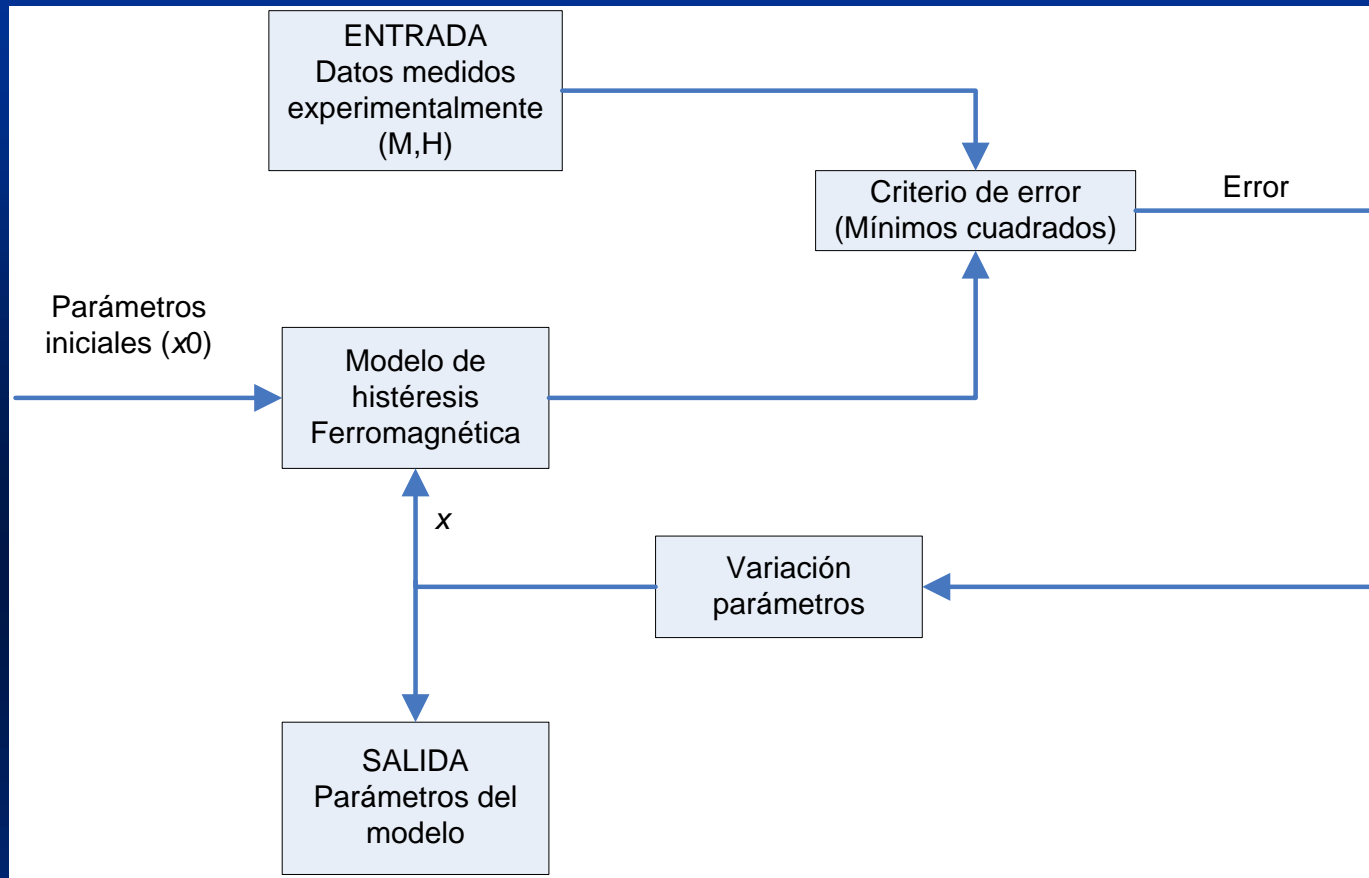 ENTRADA
Datos medidos
experimentalmente
(M,H)
Criterio de error
(Mínimos cuadrados)
Error
Parámetros
iniciales (x0)
Modelo de
histéresis
Ferromagnética
x
Variación
parámetros
SALIDA
Parámetros del
modelo